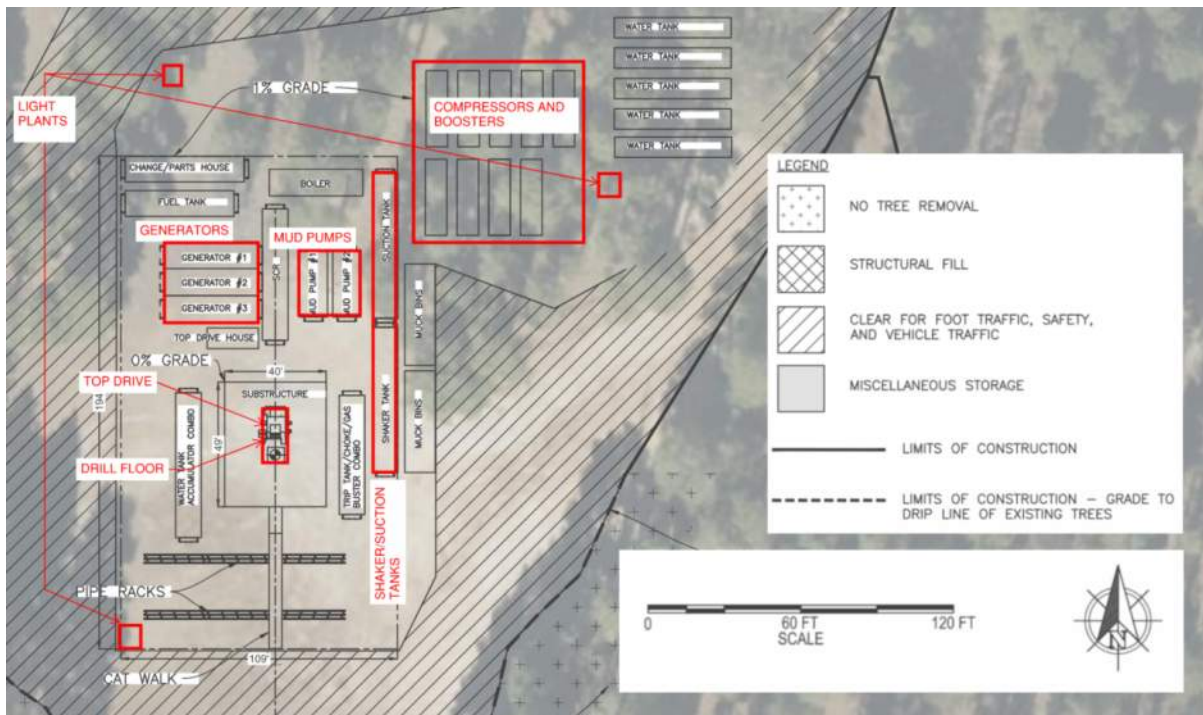 WATER TANK
WATER TANK
WATER TANK
WATER TANK
WATER TANK
LIGHT
PLANTS
1% GRADE
COMPRESSORS AND
BOOSTERS
CHANGE/PARTS HOUSE
FUEL TANK
BOILER
SUCTION TANK
GENERATORS
MUD PUMPS
GENERATOR #1
GENERATOR #2
GENERATOR #3
SCR
MUD PUMP #1
MUD PUMP #2
MUCK BINS
TOP DRIVE HOUSE
0% GRADE
40'
194'
TOP DRIVE
SUBSTRUCTURE
49'
DRILL FLOOR
WATER TANK
ACCUMULATOR COMBO
TRIP TANK/CHOKE/GAS
BUSTER COMBO
SHAKER TANK
MUCK BINS
SHAKER/SUCTION
TANKS
PIPE RACKS
109'
CAT WALK
LEGEND
NO TREE REMOVAL
STRUCTURAL FILL
CLEAR FOR FOOT TRAFFIC, SAFETY,
AND VEHICLE TRAFFIC
MISCELLANEOUS STORAGE
LIMITS OF CONSTRUCTION
LIMITS OF CONSTRUCTION – GRADE TO
DRIP LINE OF EXISTING TREES
0
60 FT
120 FT
SCALE
N